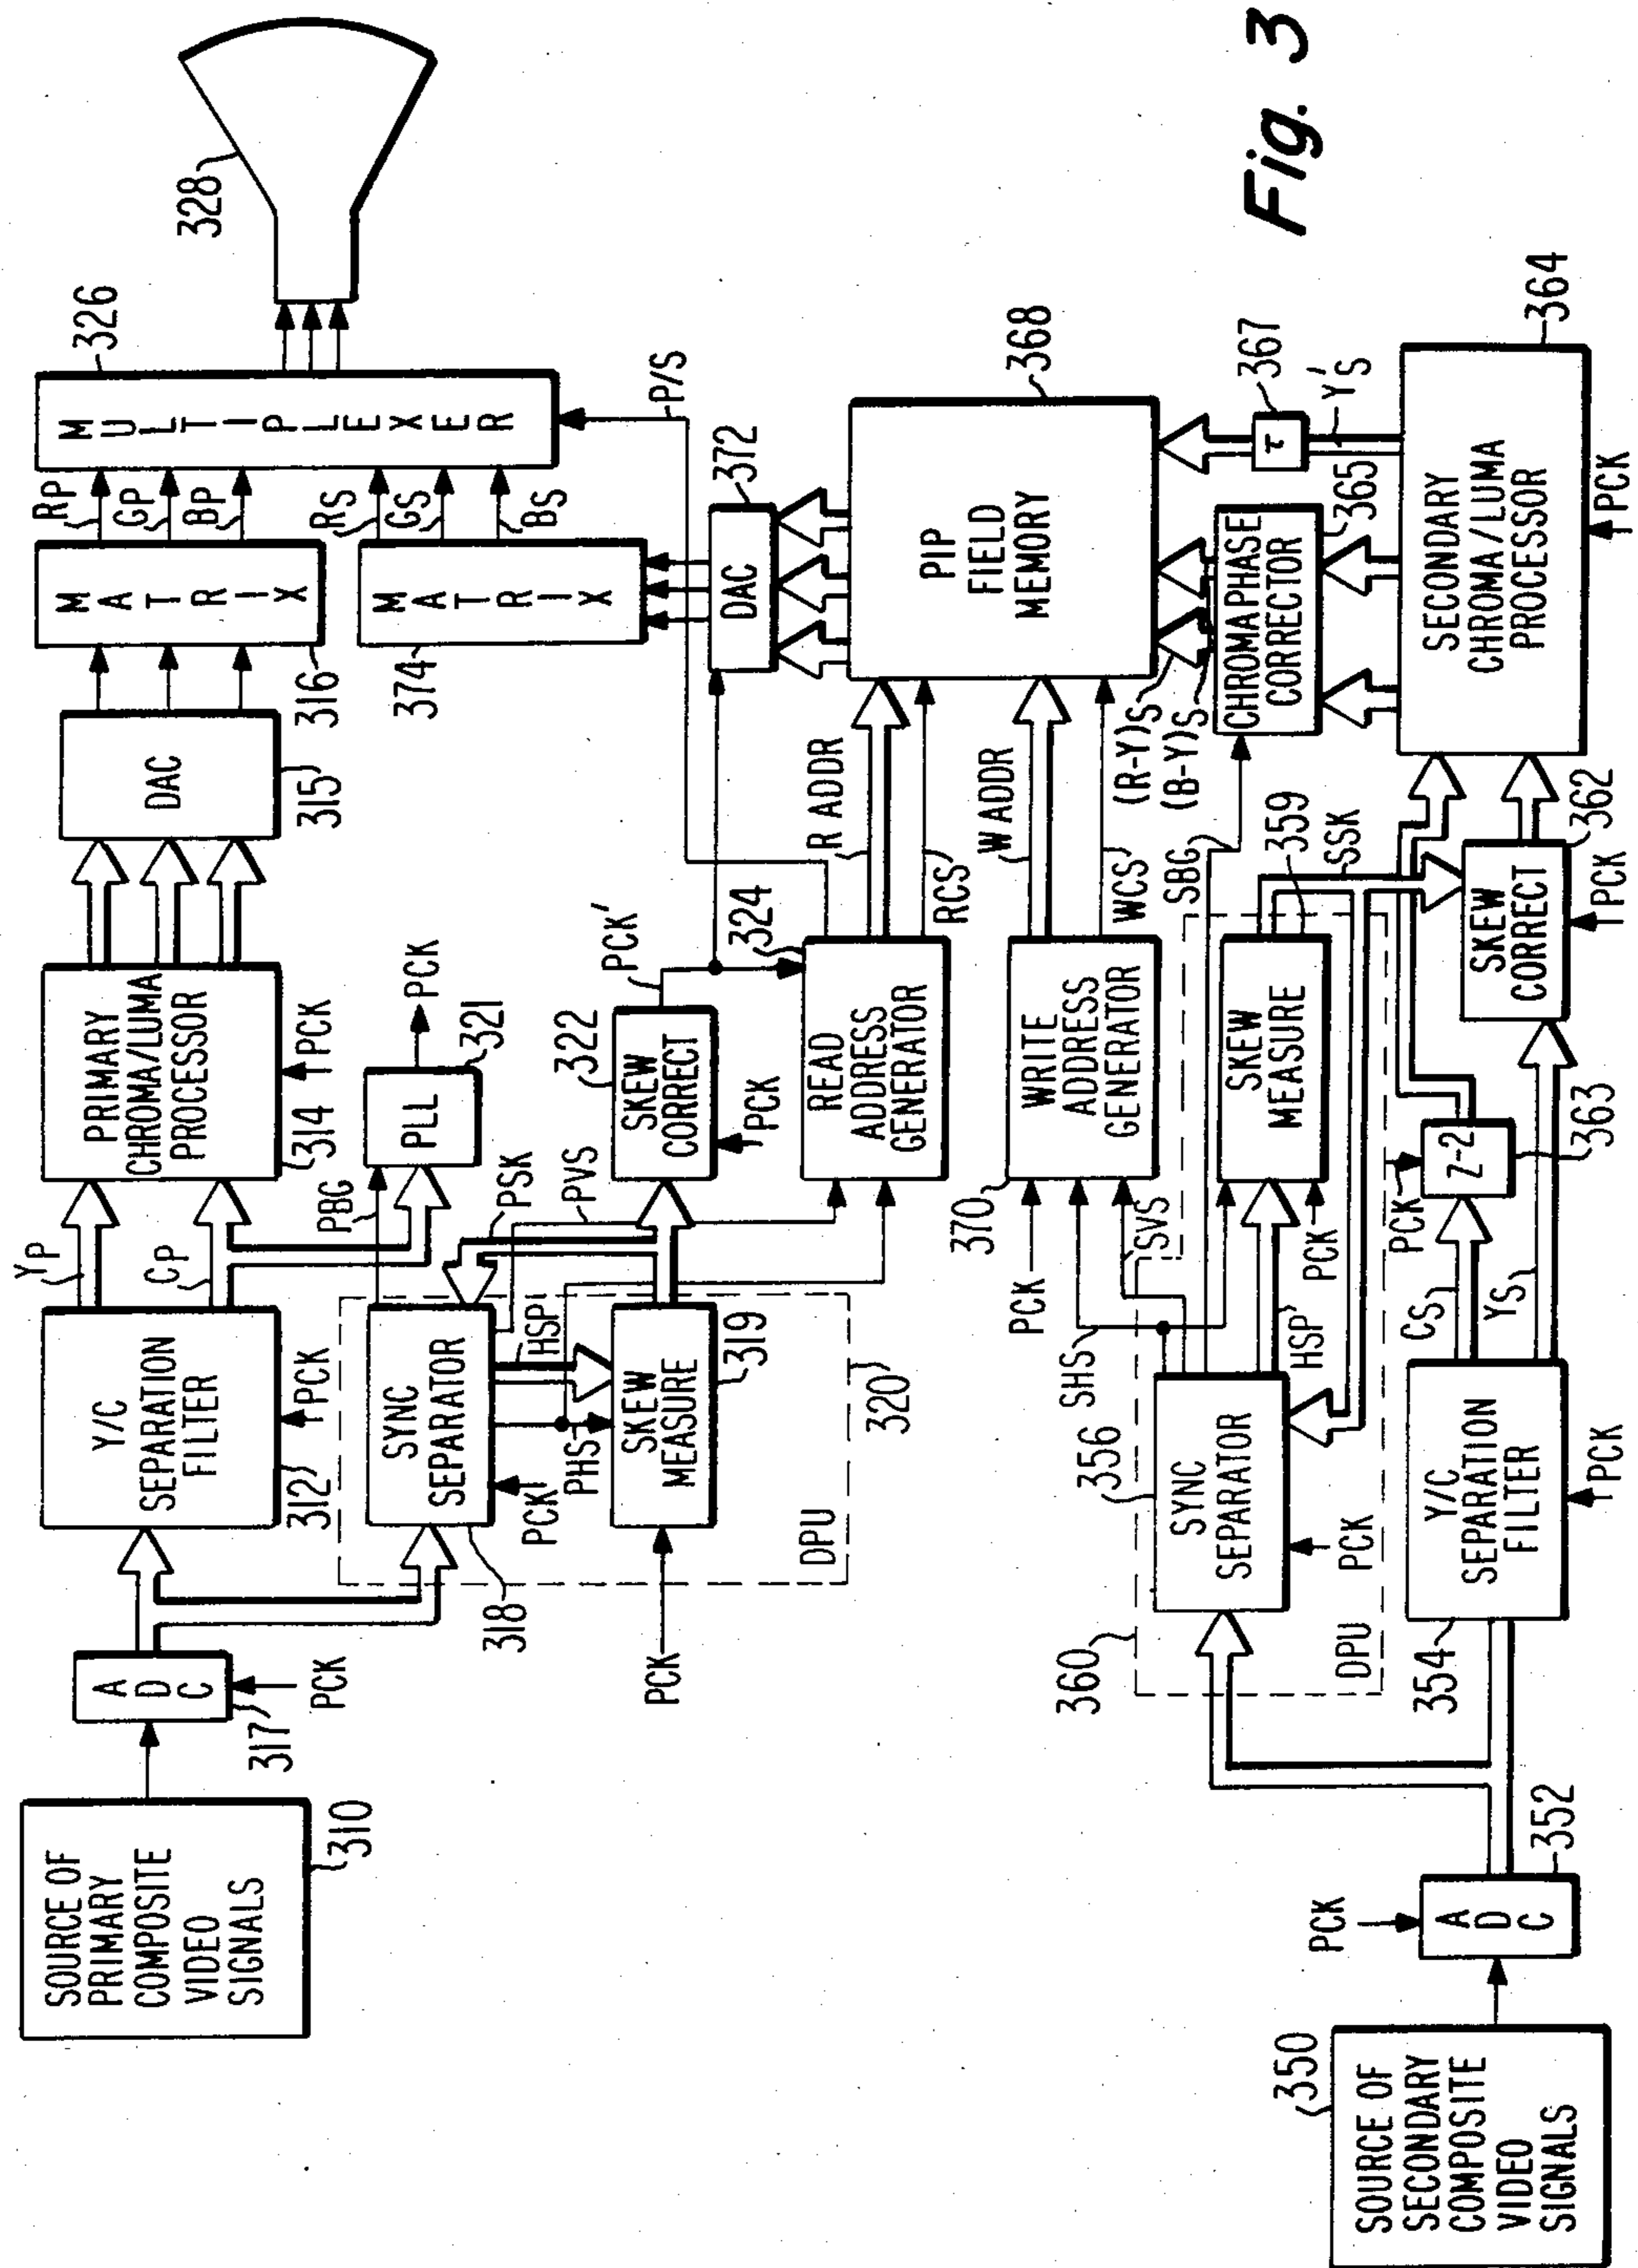 SOURCE OF
PRIMARY
COMPOSITE
VIDEO
SIGNALS
310
ADC
317
PCK
Y/C
SEPARATION
FILTER
312
PCK
YP
CP
PRIMARY
CHROMA/LUMA
PROCESSOR
314
PCK
DAC
315
MATRIX
316
RP
GP
BP
MULTIPLEXER
326
328
SYNC
SEPARATOR
318
PCK
PBG
PLL
321
PCK
PSK
PVS
HSP
PHS
SKEW
MEASURE
319
PCK
DPU
320
SKEW
CORRECT
322
PCK
PCK'
READ
ADDRESS
GENERATOR
324
R ADDR
RCS
P/S
MATRIX
374
RS
GS
BS
DAC
372
PIP
FIELD
MEMORY
368
WRITE
ADDRESS
GENERATOR
370
PCK
W ADDR
WCS
SHS
SVS
SBG
SYNC
SEPARATOR
356
PCK
HSP
SKEW
MEASURE
359
PCK
SSK
DPU
360
(R-Y)S
(B-Y)S
CHROMA PHASE
CORRECTOR
365
τ
367
Y'S
SECONDARY
CHROMA/LUMA
PROCESSOR
364
PCK
SKEW
CORRECT
362
PCK
Z-2
363
PCK
CS
YS
Y/C
SEPARATION
FILTER
354
PCK
ADC
352
PCK
SOURCE OF
SECONDARY
COMPOSITE
VIDEO
SIGNALS
350
Fig. 3